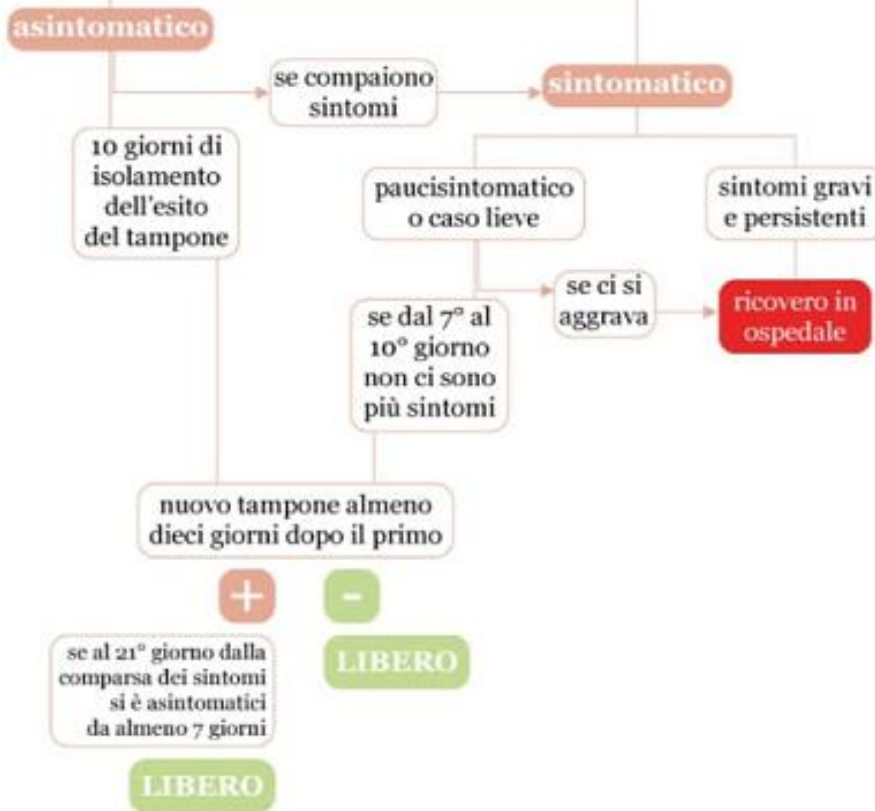 asintomatico
se compaiono
sintomi
sintomatico
10 giorni di
isolamento
dell'esito
del tampone
paucisintomatico
o caso lieve
sintomi gravi
e persistenti
se ci si
aggrava
ricovero in
ospedale
se dal 7° al
10° giorno
non ci sono
più sintomi
nuovo tampone almeno
dieci giorni dopo il primo
+
-
se al 21° giorno dalla
comparsa dei sintomi
si è asintomatici
da almeno 7 giorni
LIBERO
LIBERO